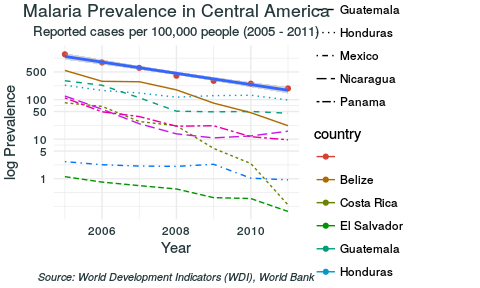 Malaria Prevalence in Central America
Reported cases per 100,000 people (2005 - 2011)
log Prevalence
500
100
50
10
5
1
2006
2008
2010
Year
Source: World Development Indicators (WDI), World Bank
Guatemala
Honduras
Mexico
Nicaragua
Panama
country
Belize
Costa Rica
El Salvador
Guatemala
Honduras